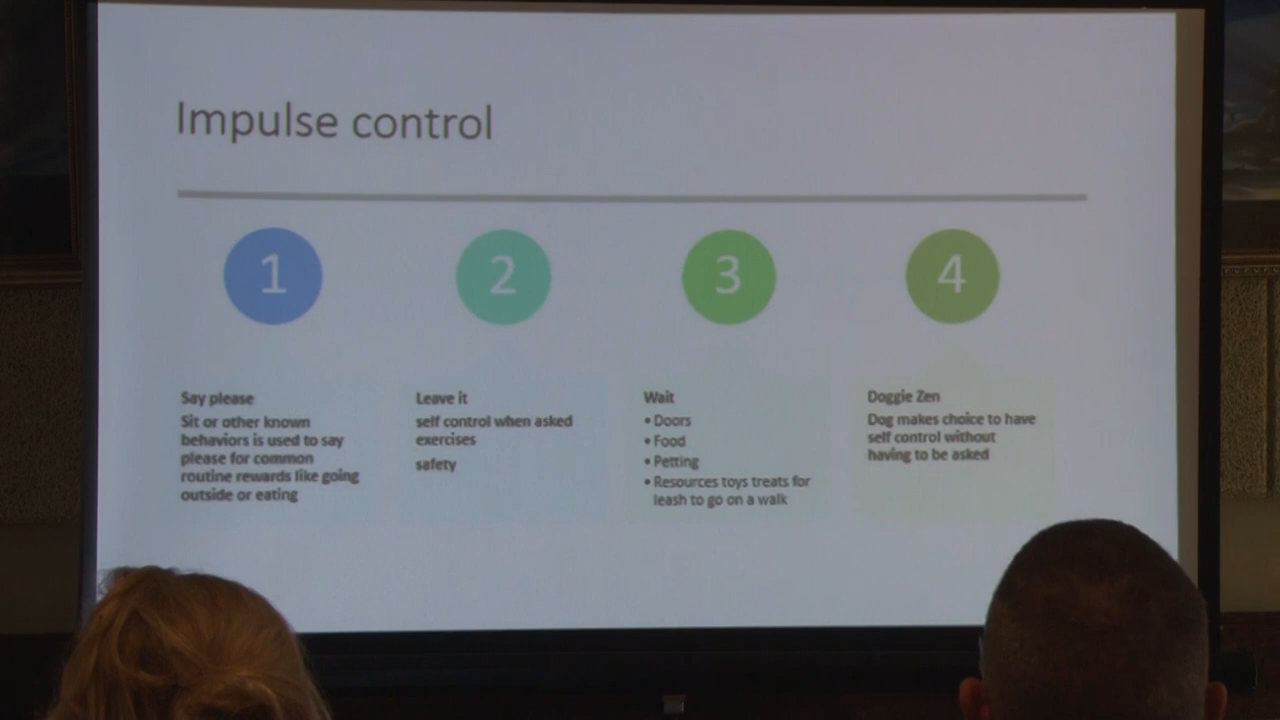 Impulse control
1
2
3
4
Say please
Sit or other known
behaviors is used to say
please for common
routine rewards like going
outside or eating
Leave it
self control when asked
exercises
safety
Wait
• Doors
• Food
• Petting
• Resources toys treats for
leash to go on a walk
Doggie Zen
Dog makes choice to have
self control without
having to be asked